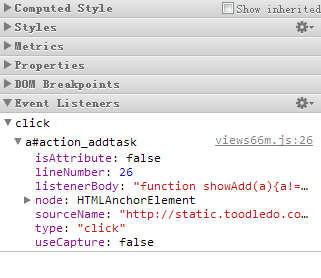 Computed Style Show inherited
Styles
Metrics
Properties
DOM Breakpoints
Event Listeners
click
a#action_addtask views66m.js:26
isAttribute: false
lineNumber: 26
listenerBody: "function showAdd(a){a!=…
node: HTMLAnchorElement
sourceName: "http://static.toodledo.co…
type: "click"
useCapture: false